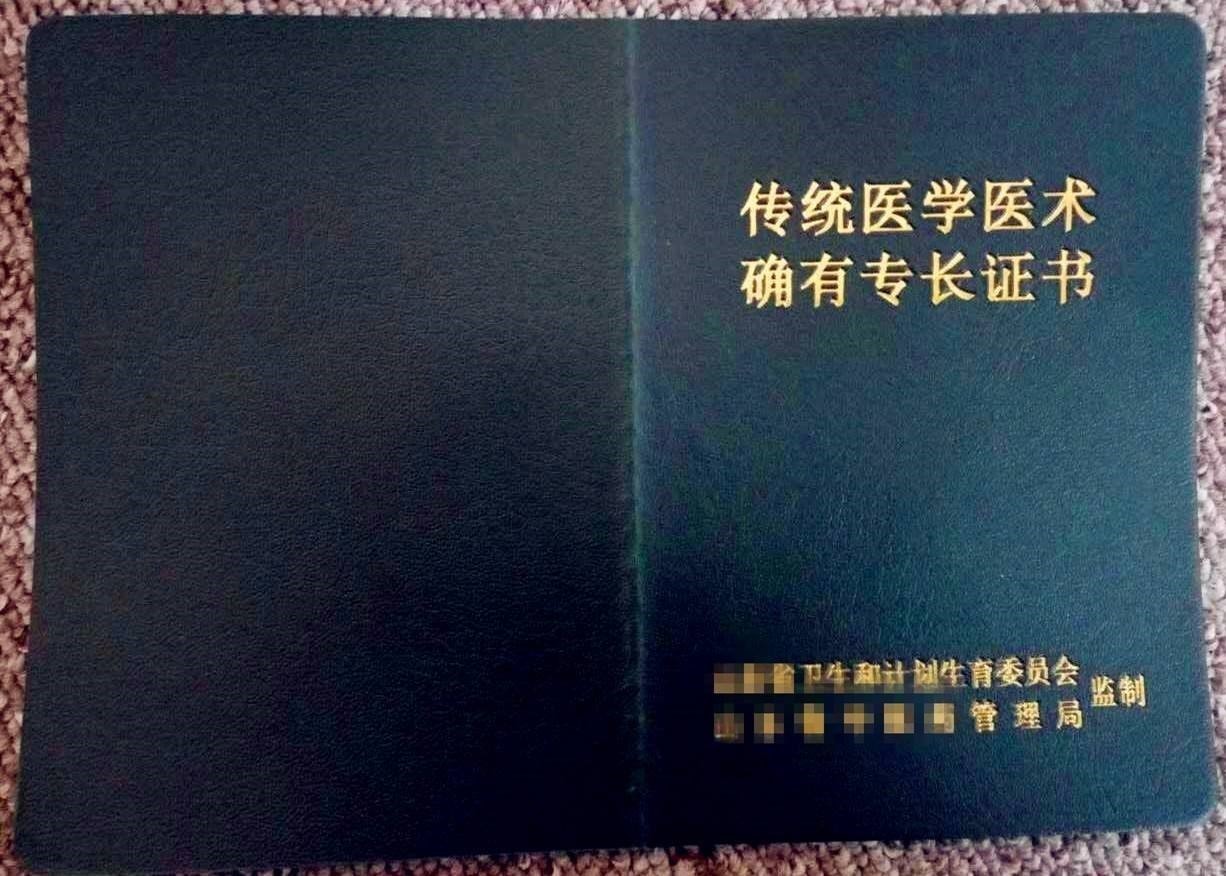 传统医学医术
确有专长证书
卫生和计划生育委员会
管理局
监制